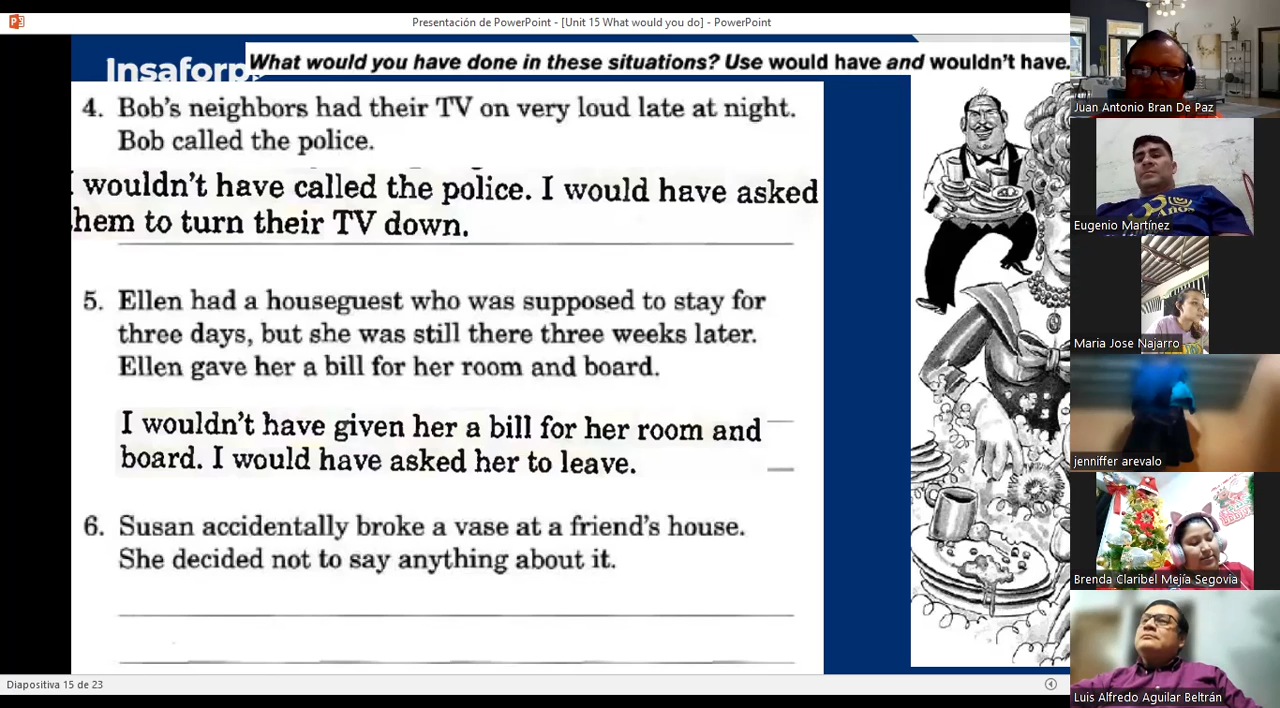 Presentación de PowerPoint - [Unit 15 What would you do] - PowerPoint
Insaforp
What would you have done in these situations? Use would have and wouldn't have.
4. Bob's neighbors had their TV on very loud late at night.
Bob called the police.
I wouldn't have called the police. I would have asked
them to turn their TV down.
5. Ellen had a houseguest who was supposed to stay for
three days, but she was still there three weeks later.
Ellen gave her a bill for her room and board.
I wouldn't have given her a bill for her room and
board. I would have asked her to leave.
6. Susan accidentally broke a vase at a friend's house.
She decided not to say anything about it.
Diapositiva 15 de 23
Juan Antonio Bran De Paz
Eugenio Martínez
Maria Jose Najarro
jenniffer arevalo
Brenda Claribel Mejía Segovia
Luis Alfredo Aguilar Beltrán